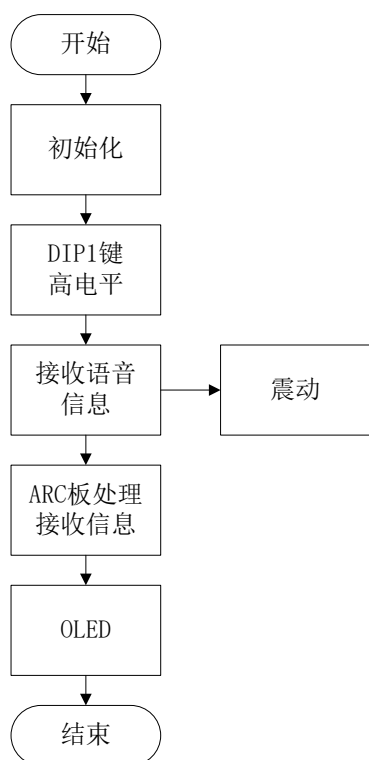 开始
初始化
DIP1键
高电平
接收语音
信息
震动
ARC板处理
接收信息
OLED
结束